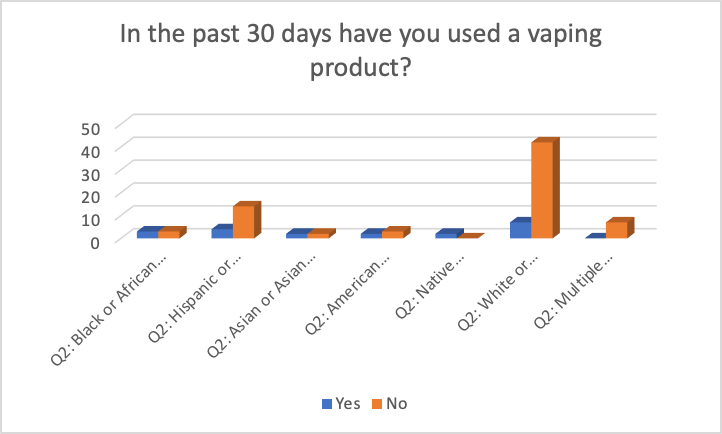 In the past 30 days have you used a vaping
product?
50
40
30
20
10
0
Q2: Black or African...
Q2: Hispanic or...
Q2: Asian or Asian...
Q2: American...
Q2: Native...
Q2: White or...
Q2: Multiple...
Yes No